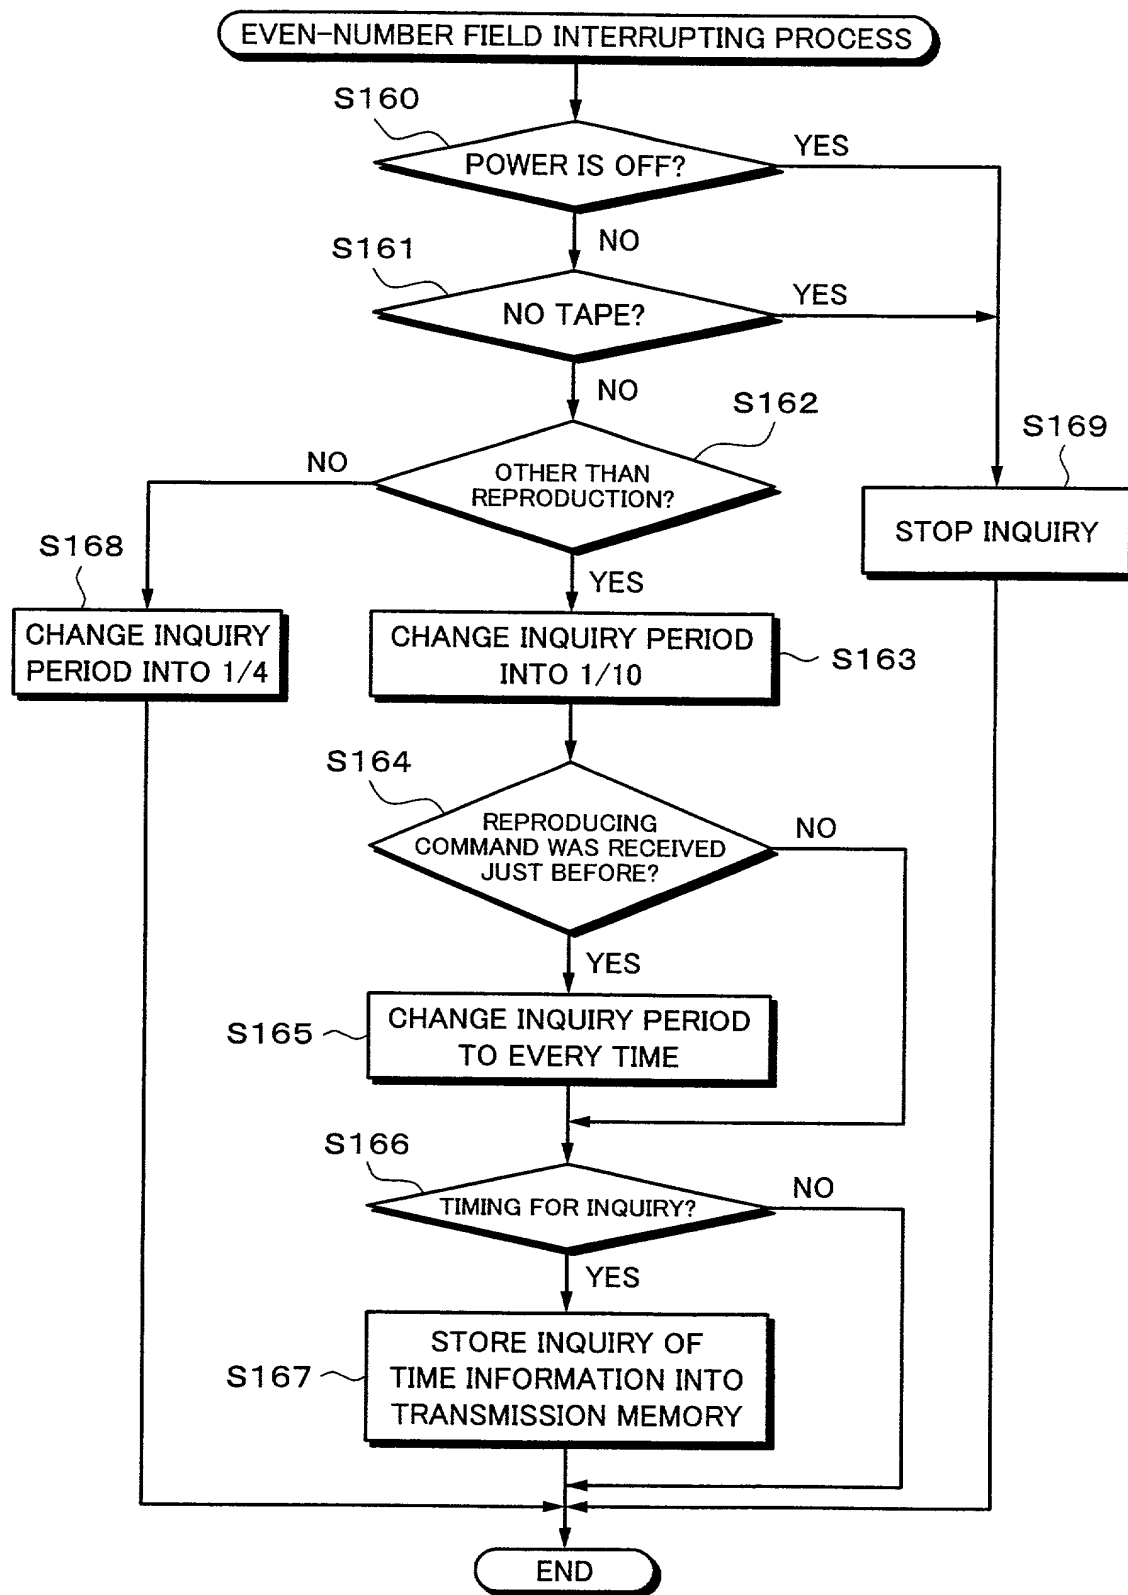 EVEN-NUMBER FIELD INTERRUPTING PROCESS
S160
POWER IS OFF?
YES
NO
S161
NO TAPE?
YES
NO
S162
OTHER THAN
REPRODUCTION?
NO
YES
S169
STOP INQUIRY
S168
CHANGE INQUIRY
PERIOD INTO 1/4
CHANGE INQUIRY PERIOD
INTO 1/10
S163
S164
REPRODUCING
COMMAND WAS RECEIVED
JUST BEFORE?
NO
YES
S165
CHANGE INQUIRY PERIOD
TO EVERY TIME
S166
TIMING FOR INQUIRY?
NO
YES
S167
STORE INQUIRY OF
TIME INFORMATION INTO
TRANSMISSION MEMORY
END